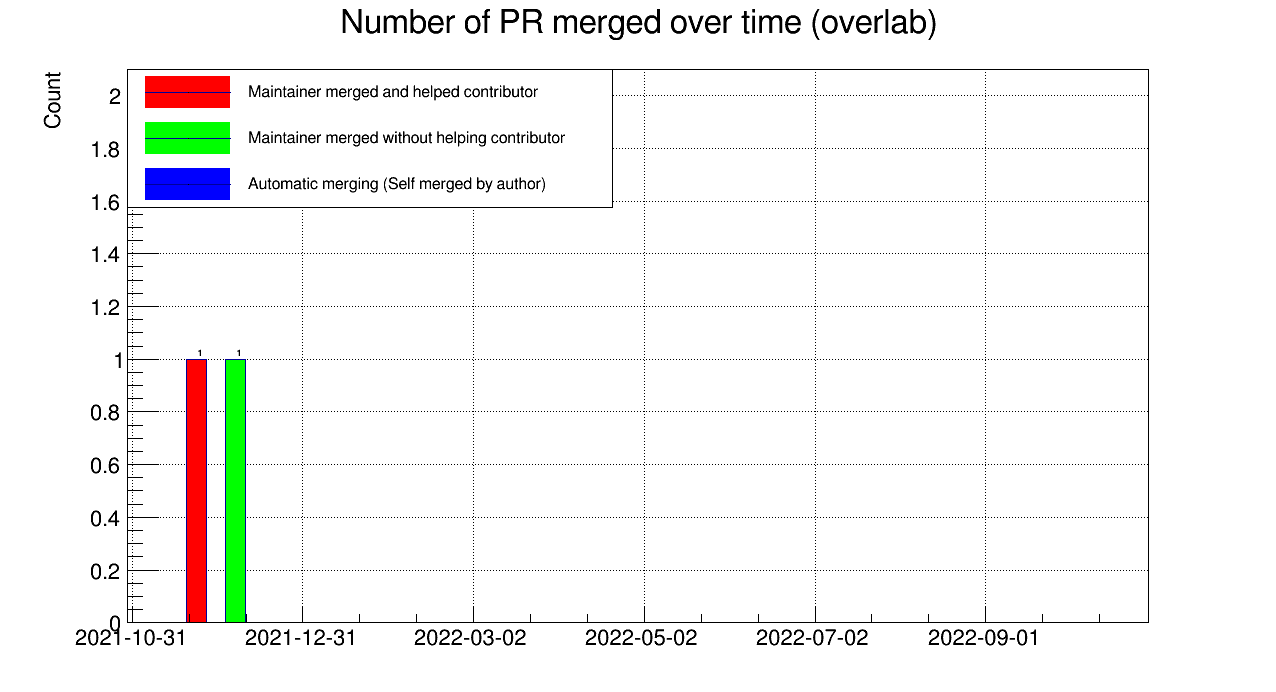 Number of PR merged over time (overlab)
Count
Maintainer merged and helped contributor
Maintainer merged without helping contributor
Automatic merging (Self merged by author)
2
1.8
1.6
1.4
1.2
1
0.8
0.6
0.4
0.2
0
1
1
2021-10-31 2021-12-31 2022-03-02 2022-05-02 2022-07-02 2022-09-01